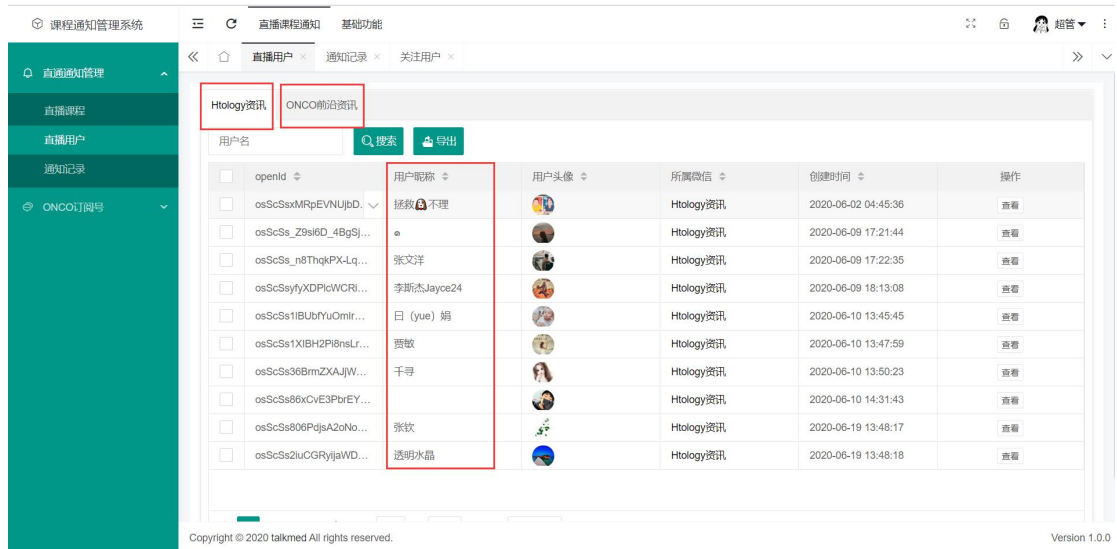 课程通知管理系统 直播课程通知 基础功能 超管
直播用户 通知记录 关注用户
直通通知管理
直播课程
直播用户
通知记录
ONCO订阅号
Htology资讯 ONCO前沿资讯
用户名 搜索 导出
openId 用户昵称 用户头像 所属微信 创建时间 操作
osScSsxMRpEVNUjbD. 拯救不理 Htology资讯 2020-06-02 04:45:36 查看
osScSs_Z9si6D_4BgSj... Htology资讯 2020-06-09 17:21:44 查看
osScSs_n8ThqkPX-Lq... 张文洋 Htology资讯 2020-06-09 17:22:35 查看
osScSsyfyXDPlcWCRi... 李斯杰Jayce24 Htology资讯 2020-06-09 18:13:08 查看
osScSs1lBUbfYuOmlr... 曰（yue）娟 Htology资讯 2020-06-10 13:45:45 查看
osScSs1XIBH2Pi8nsLr... 贾敏 Htology资讯 2020-06-10 13:47:59 查看
osScSs36BrmZXAJjW... 千寻 Htology资讯 2020-06-10 13:50:23 查看
osScSs86xCvE3PbrEY... Htology资讯 2020-06-10 14:31:43 查看
osScSs806PdjsA2oNo... 张钦 Htology资讯 2020-06-19 13:48:17 查看
osScSs2iuCGRyijaWD... 透明水晶 Htology资讯 2020-06-19 13:48:18 查看
Copyright © 2020 talkmed All rights reserved. Version 1.0.0